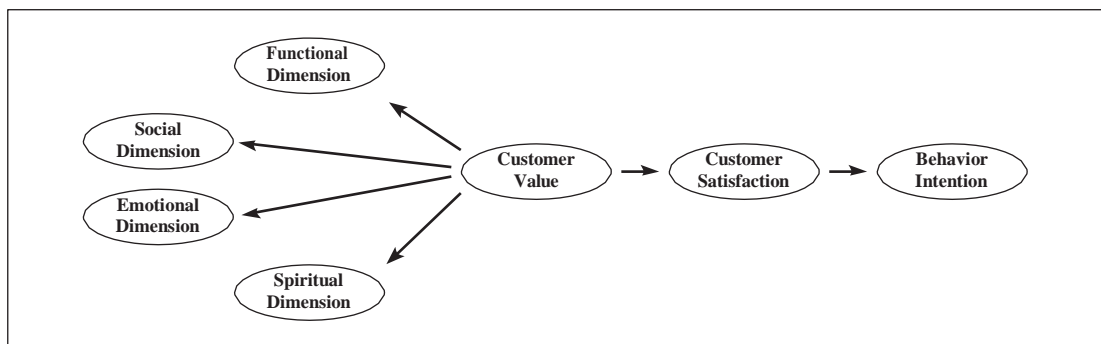 Functional
Dimension
Social
Dimension
Emotional
Dimension
Spiritual
Dimension
Customer
Value
Customer
Satisfaction
Behavior
Intention